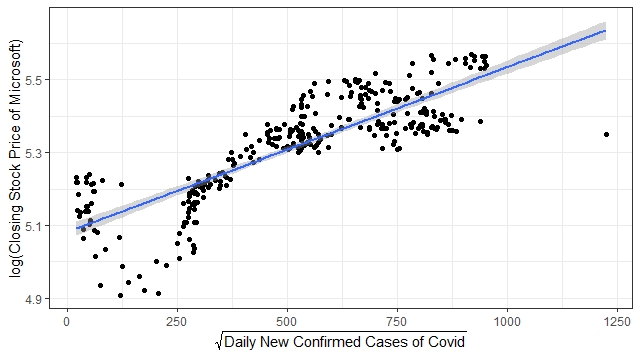 log(Closing Stock Price of Microsoft)
5.5
5.3
5.1
4.9
0 250 500 750 1000 1250
√Daily New Confirmed Cases of Covid